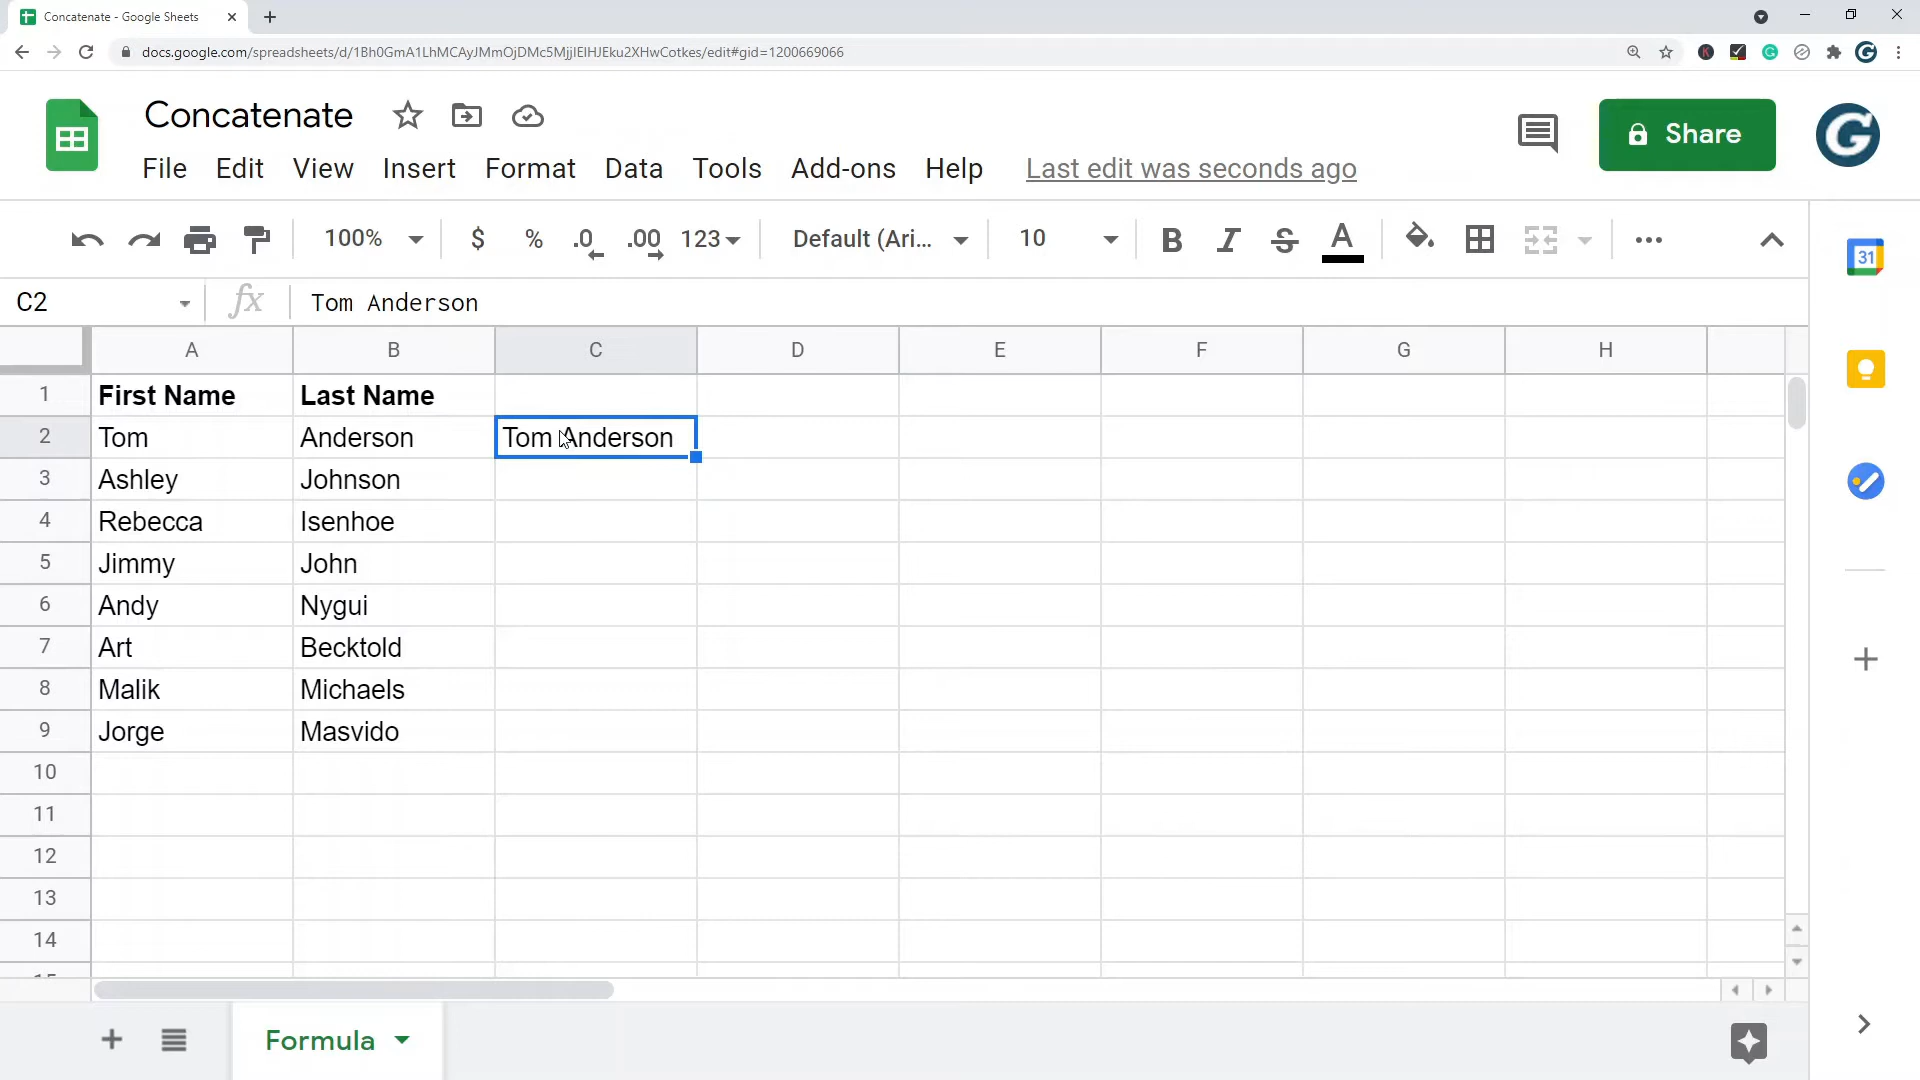 Concatenate - Google Sheets
docs.google.com/spreadsheets/d/1Bh0GmA1LhMCAyJMmOjDMc5MjjIEIHJEku2XHwCotkes/edit#gid=1200669066
Concatenate
File Edit View Insert Format Data Tools Add-ons Help Last edit was seconds ago
Share
G
100% $ % .0 .00 123 Default (Ari... 10 B I S A
31
C2 fx Tom Anderson
A B C D E F G H
1 First Name Last Name
2 Tom Anderson Tom Anderson
3 Ashley Johnson
4 Rebecca Isenhoe
5 Jimmy John
6 Andy Nygui
7 Art Becktold
8 Malik Michaels
9 Jorge Masvido
10
11
12
13
14
Formula